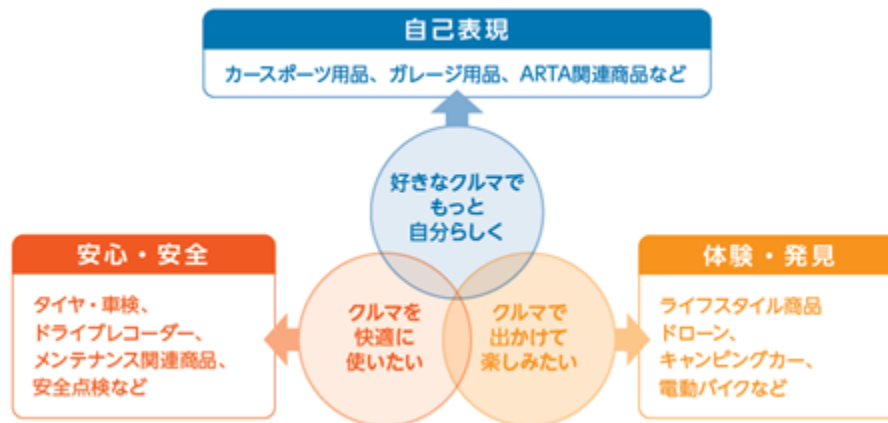 自己表現
カースポーツ用品、ガレージ用品、ARTA関連商品など
好きなクルマで
もっと
自分らしく
安心・安全
タイヤ・車検、
ドライブレコーダー、
メンテナンス関連商品、
安全点検など
クルマを
快適に
使いたい
クルマで
出かけて
楽しみたい
体験・発見
ライフスタイル商品
ドローン、
キャンピングカー、
電動バイクなど